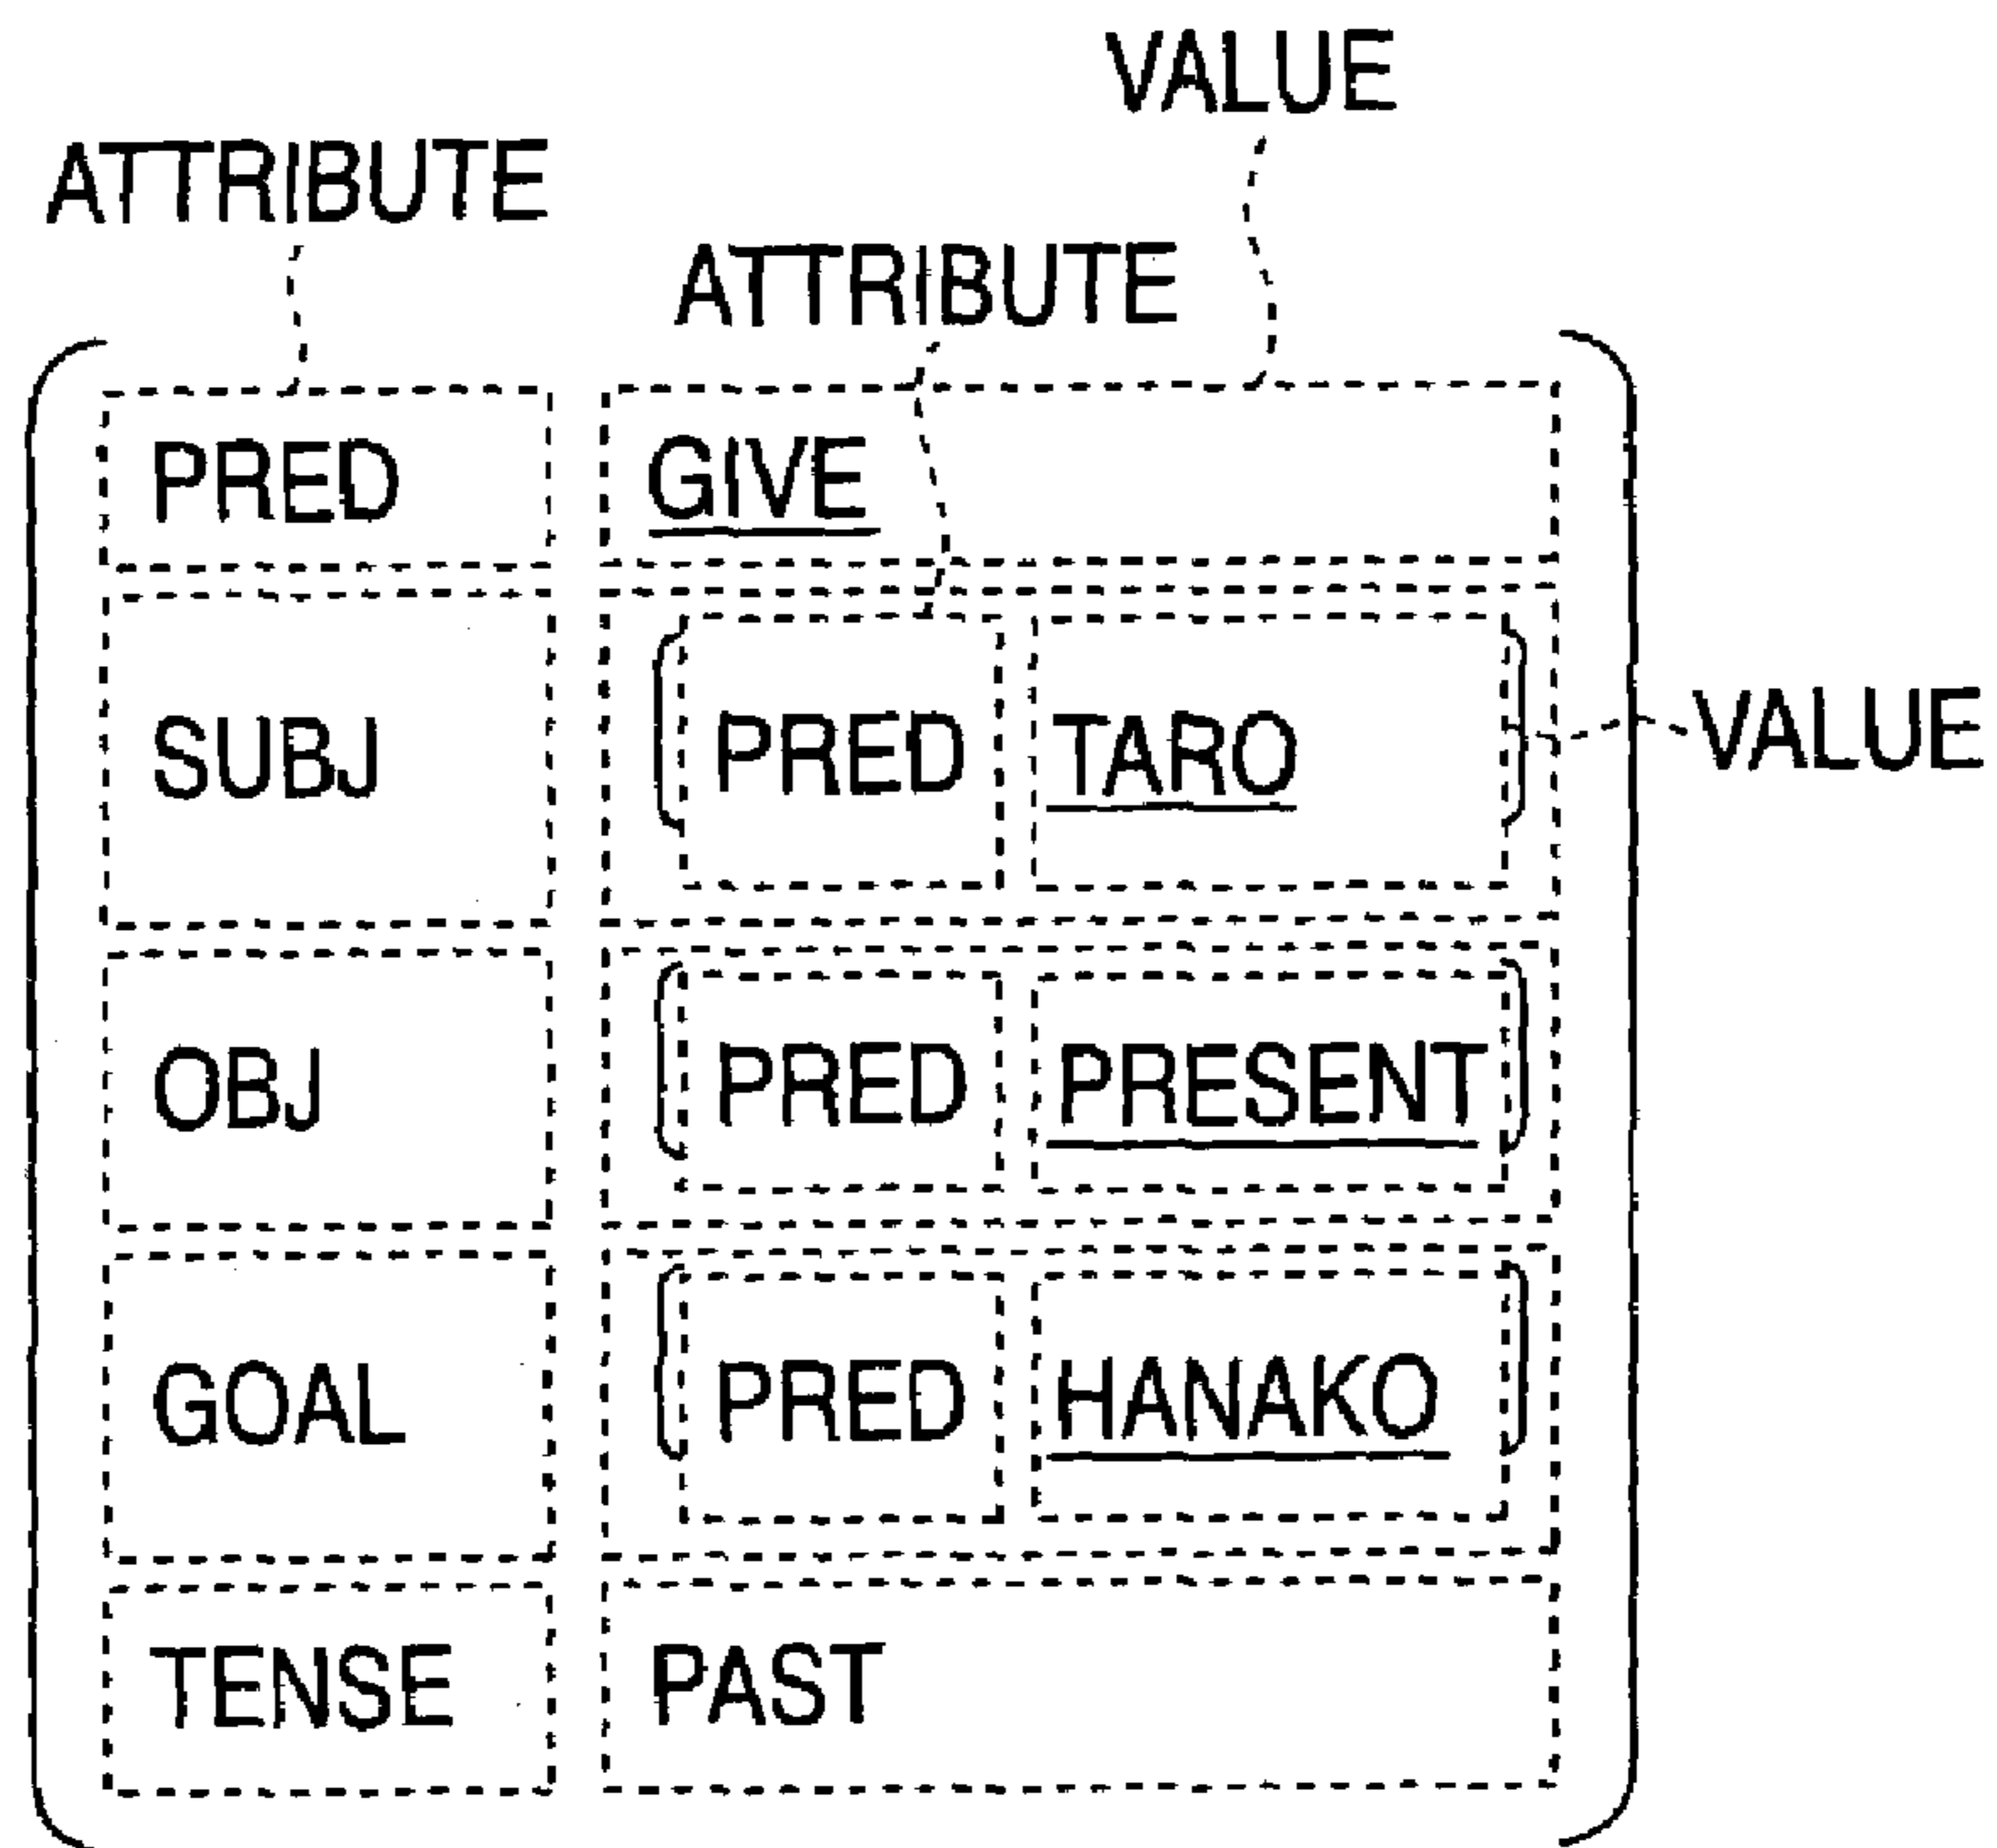 VALUE
ATTRIBUTE
ATTRIBUTE
PRED GIVE
SUBJ PRED TARO VALUE
OBJ PRED PRESENT
GOAL PRED HANAKO
TENSE PAST